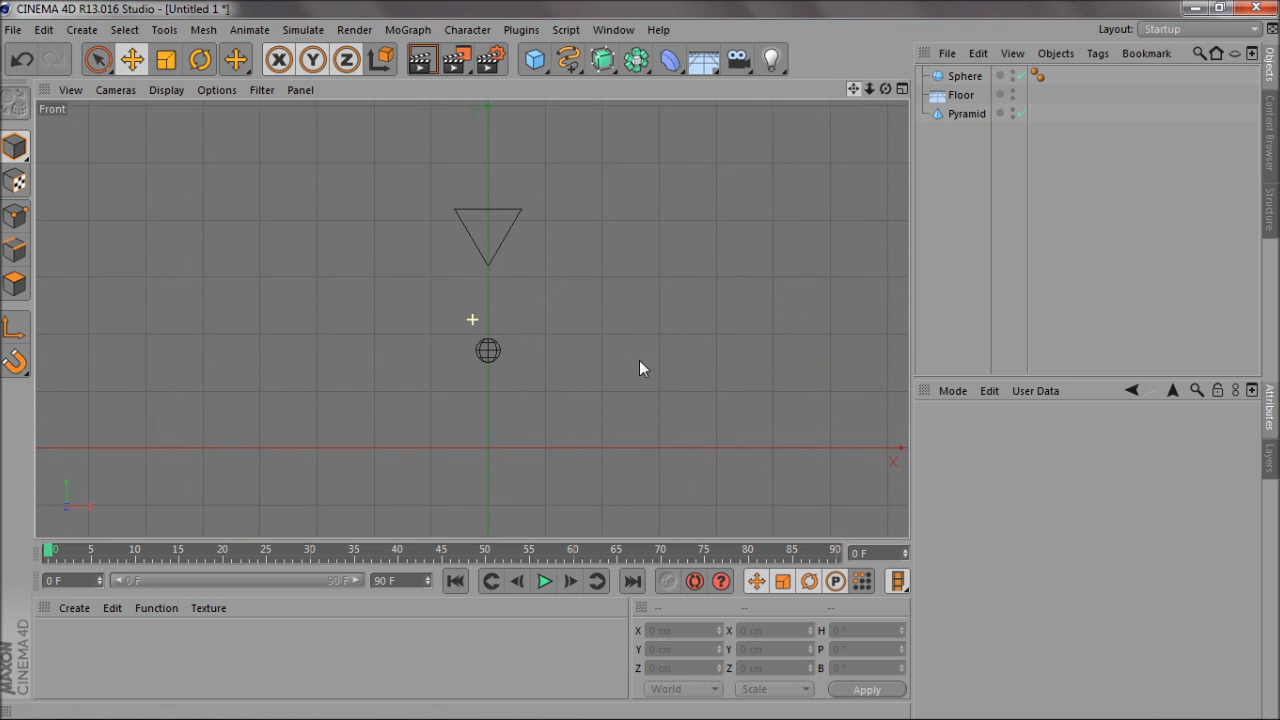 CINEMA 4D R13.016 Studio - [Untitled 1 *]
File Edit Create Select Tools Mesh Animate Simulate Render MoGraph Character Plugins Script Window Help
Layout: Startup
X Y Z
File Edit View Objects Tags Bookmark
Sphere
Floor
Pyramid
Objects
Content Browser
Structure
View Cameras Display Options Filter Panel
Front
Y
X
Y
X
Mode Edit User Data
Attributes
Layers
0 5 10 15 20 25 30 35 40 45 50 55 60 65 70 75 80 85 90 0 F
0 F 0 F 90 F 90 F P
Create Edit Function Texture
-- -- --
X 0 cm X 0 cm H 0 °
Y 0 cm Y 0 cm P 0 °
Z 0 cm Z 0 cm B 0 °
World Scale Apply
MAXON
CINEMA 4D